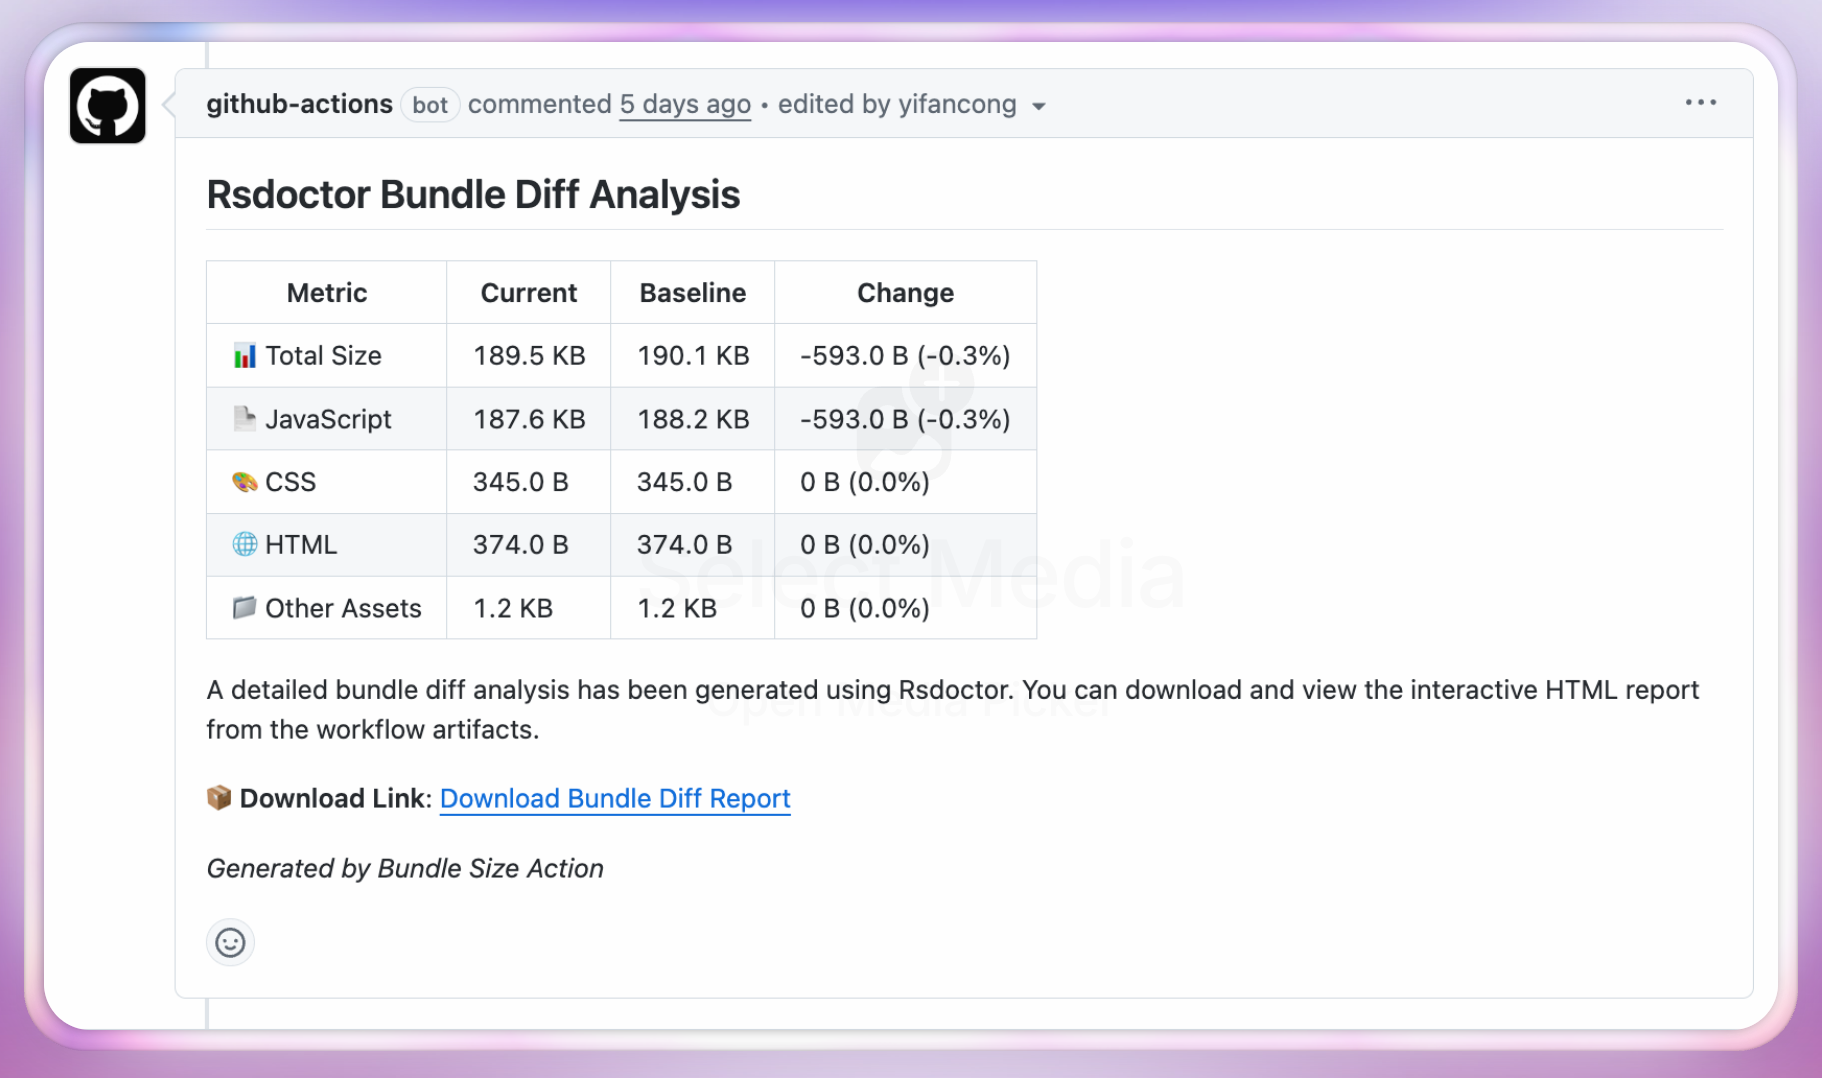 github-actions bot commented 5 days ago • edited by yifancong
Rsdoctor Bundle Diff Analysis
Metric Current Baseline Change
Total Size 189.5 KB 190.1 KB -593.0 B (-0.3%)
JavaScript 187.6 KB 188.2 KB -593.0 B (-0.3%)
CSS 345.0 B 345.0 B 0 B (0.0%)
HTML 374.0 B 374.0 B 0 B (0.0%)
Select Media
Other Assets 1.2 KB 1.2 KB 0 B (0.0%)
A detailed bundle diff analysis has been generated using Rsdoctor. You can download and view the interactive HTML report
Open Media Picker
from the workflow artifacts.
Download Link: Download Bundle Diff Report
Generated by Bundle Size Action